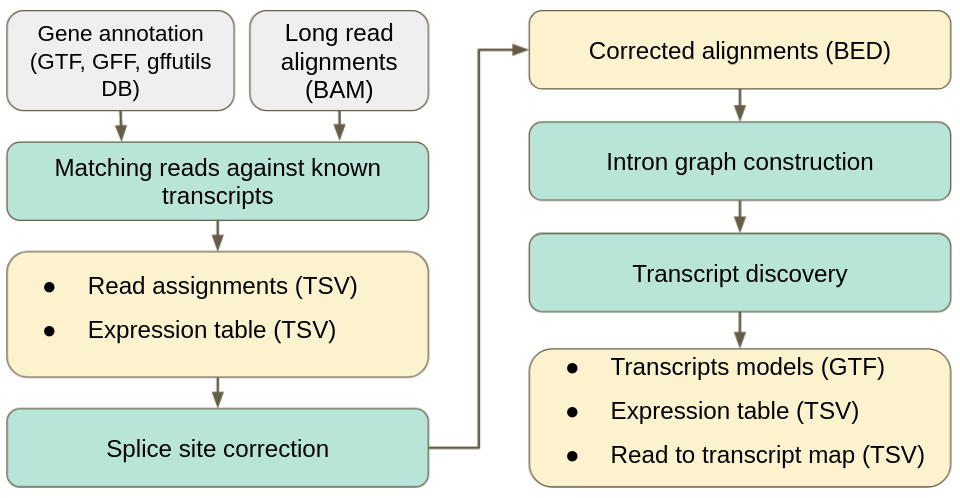 Gene annotation
(GTF, GFF, gffutils
DB)
Long read
alignments
(BAM)
Matching reads against known
transcripts
● Read assignments (TSV)
● Expression table (TSV)
Splice site correction
Corrected alignments (BED)
Intron graph construction
Transcript discovery
● Transcripts models (GTF)
● Expression table (TSV)
● Read to transcript map (TSV)